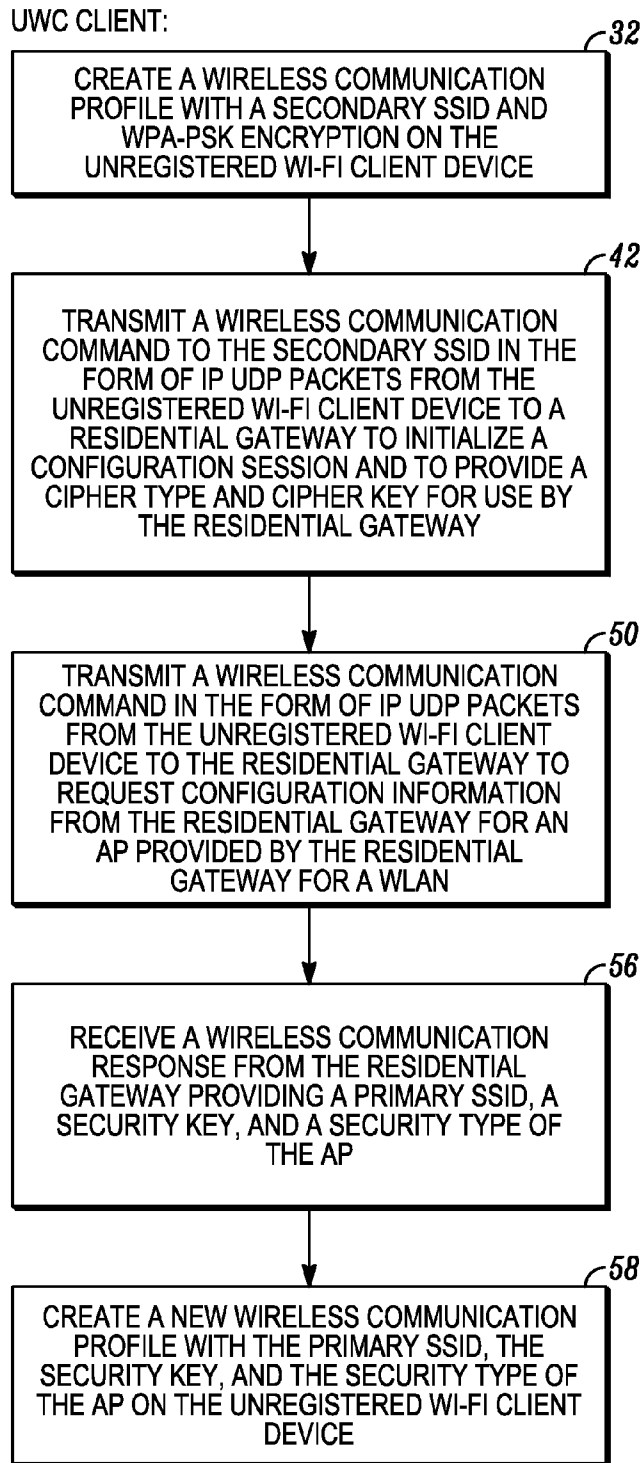 UWC CLIENT:
32
CREATE A WIRELESS COMMUNICATION
PROFILE WITH A SECONDARY SSID AND
WPA-PSK ENCRYPTION ON THE
UNREGISTERED WI-FI CLIENT DEVICE
42
TRANSMIT A WIRELESS COMMUNICATION
COMMAND TO THE SECONDARY SSID IN THE
FORM OF IP UDP PACKETS FROM THE
UNREGISTERED WI-FI CLIENT DEVICE TO A
RESIDENTIAL GATEWAY TO INITIALIZE A
CONFIGURATION SESSION AND TO PROVIDE A
CIPHER TYPE AND CIPHER KEY FOR USE BY
THE RESIDENTIAL GATEWAY
50
TRANSMIT A WIRELESS COMMUNICATION
COMMAND IN THE FORM OF IP UDP PACKETS
FROM THE UNREGISTERED WI-FI CLIENT
DEVICE TO THE RESIDENTIAL GATEWAY TO
REQUEST CONFIGURATION INFORMATION
FROM THE RESIDENTIAL GATEWAY FOR AN
AP PROVIDED BY THE RESIDENTIAL
GATEWAY FOR A WLAN
56
RECEIVE A WIRELESS COMMUNICATION
RESPONSE FROM THE RESIDENTIAL
GATEWAY PROVIDING A PRIMARY SSID, A
SECURITY KEY, AND A SECURITY TYPE OF
THE AP
58
CREATE A NEW WIRELESS COMMUNICATION
PROFILE WITH THE PRIMARY SSID, THE
SECURITY KEY, AND THE SECURITY TYPE OF
THE AP ON THE UNREGISTERED WI-FI CLIENT
DEVICE